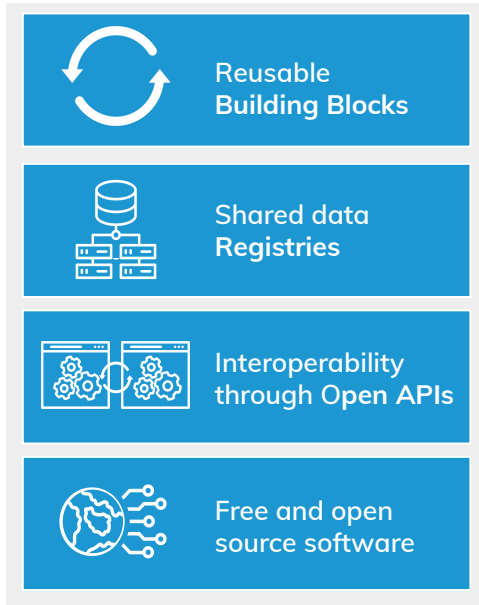 Reusable
Building Blocks
Shared data
Registries
Interoperability
through Open APIs
Free and open
source software